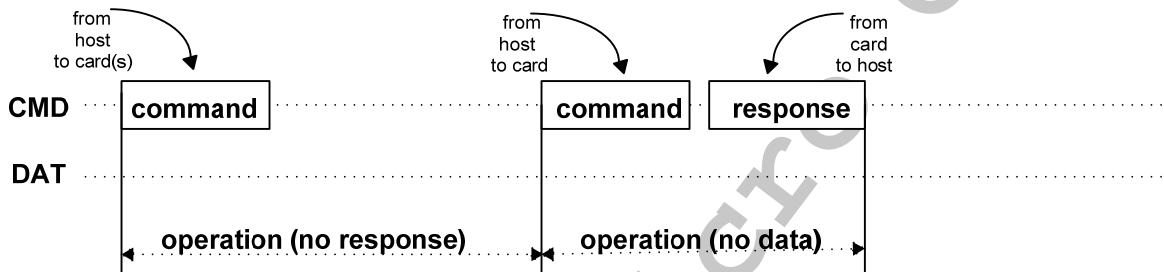 from
host
to card(s)
from
host
to card
from
card
to host
CMD command command response
DAT
operation (no response) operation (no data)